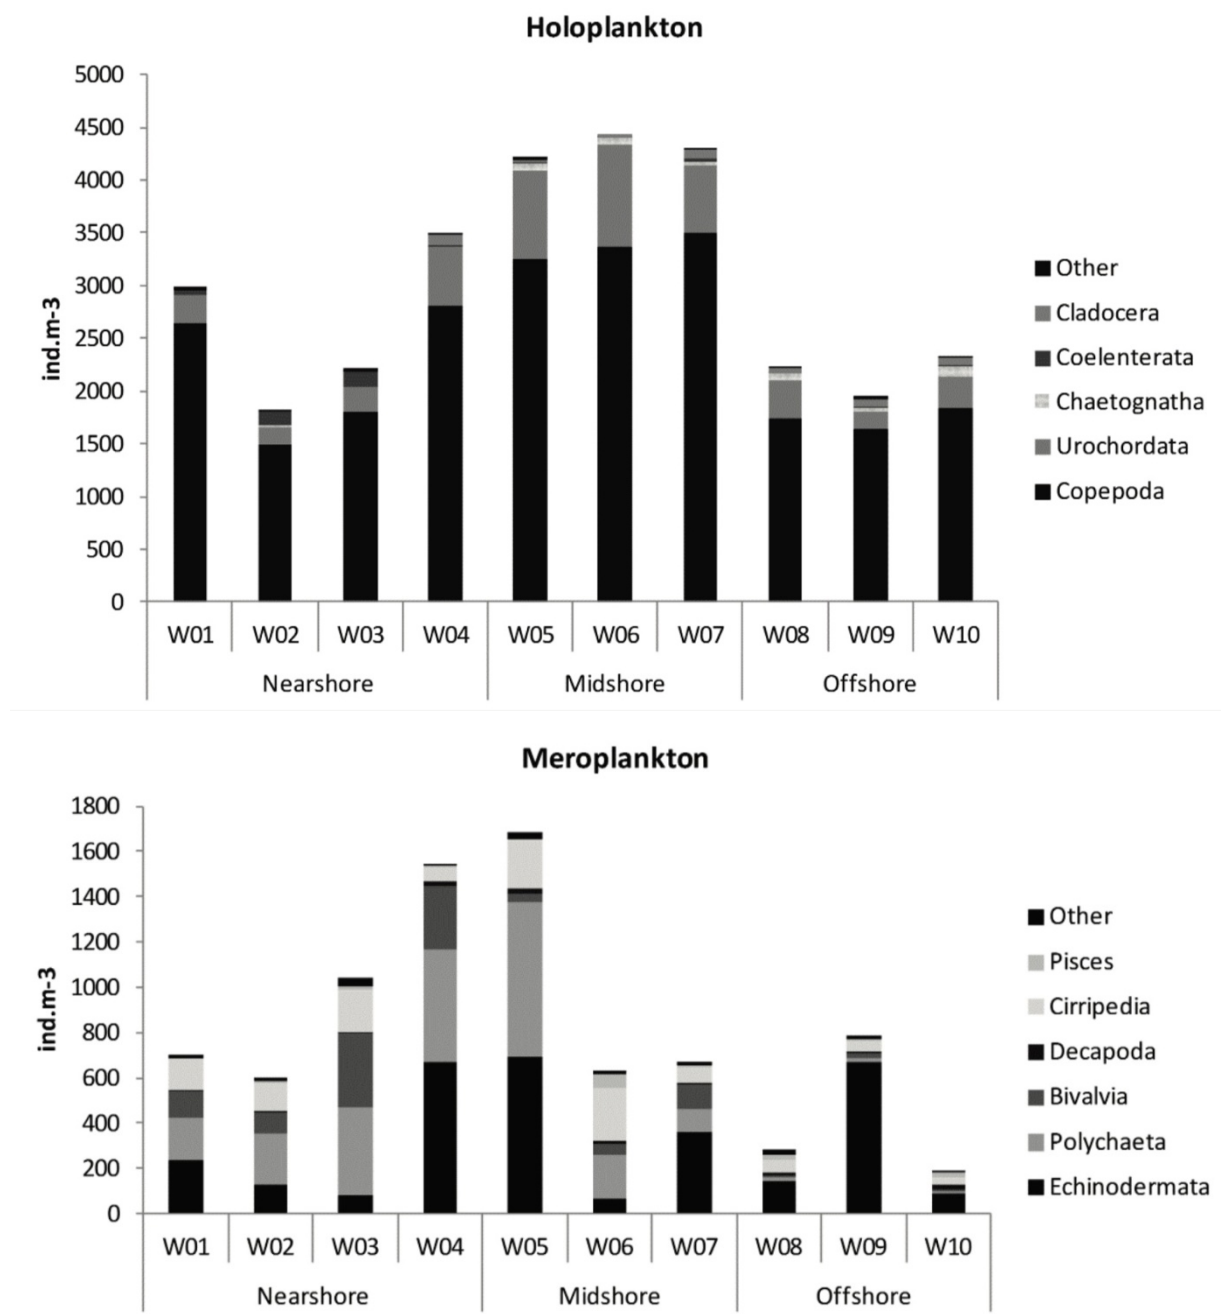 Holoplankton
5000
4500
4000
3500
3000
2500
2000
1500
1000
500
0
ind.m-3
W01 W02 W03 W04 W05 W06 W07 W08 W09 W10
Nearshore Midshore Offshore
Other
Cladocera
Coelenterata
Chaetognatha
Urochordata
Copepoda
Meroplankton
1800
1600
1400
1200
1000
800
600
400
200
0
ind.m-3
W01 W02 W03 W04 W05 W06 W07 W08 W09 W10
Nearshore Midshore Offshore
Other
Pisces
Cirripedia
Decapoda
Bivalvia
Polychaeta
Echinodermata